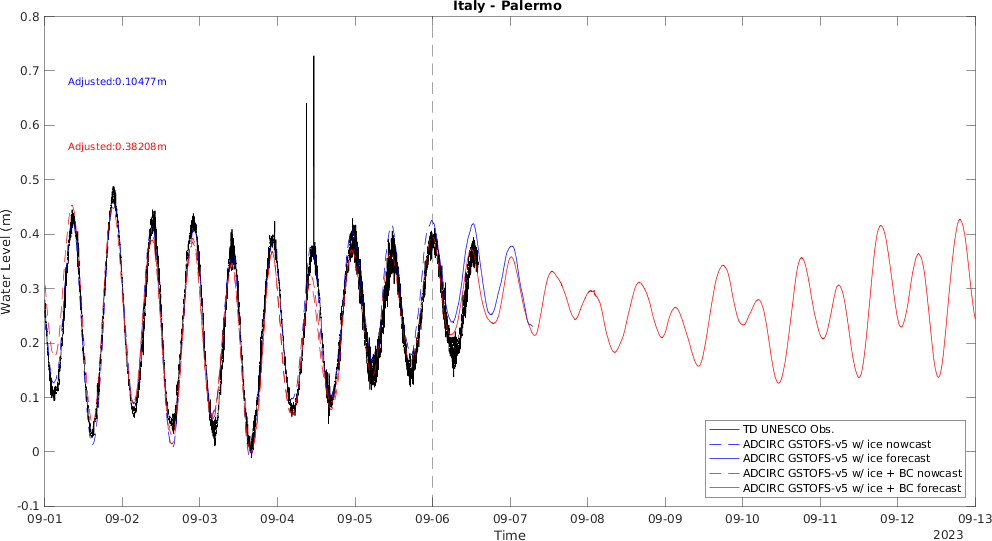 Italy - Palermo
0.8
0.7
0.6
0.5
0.4
0.3
0.2
0.1
0
-0.1
Water Level (m)
Adjusted:0.10477m
Adjusted:0.38208m
TD UNESCO Obs.
ADCIRC GSTOFS-v5 w/ ice nowcast
ADCIRC GSTOFS-v5 w/ ice forecast
ADCIRC GSTOFS-v5 w/ ice + BC nowcast
ADCIRC GSTOFS-v5 w/ ice + BC forecast
09-01 09-02 09-03 09-04 09-05 09-06 09-07 09-08 09-09 09-10 09-11 09-12 09-13
Time
2023